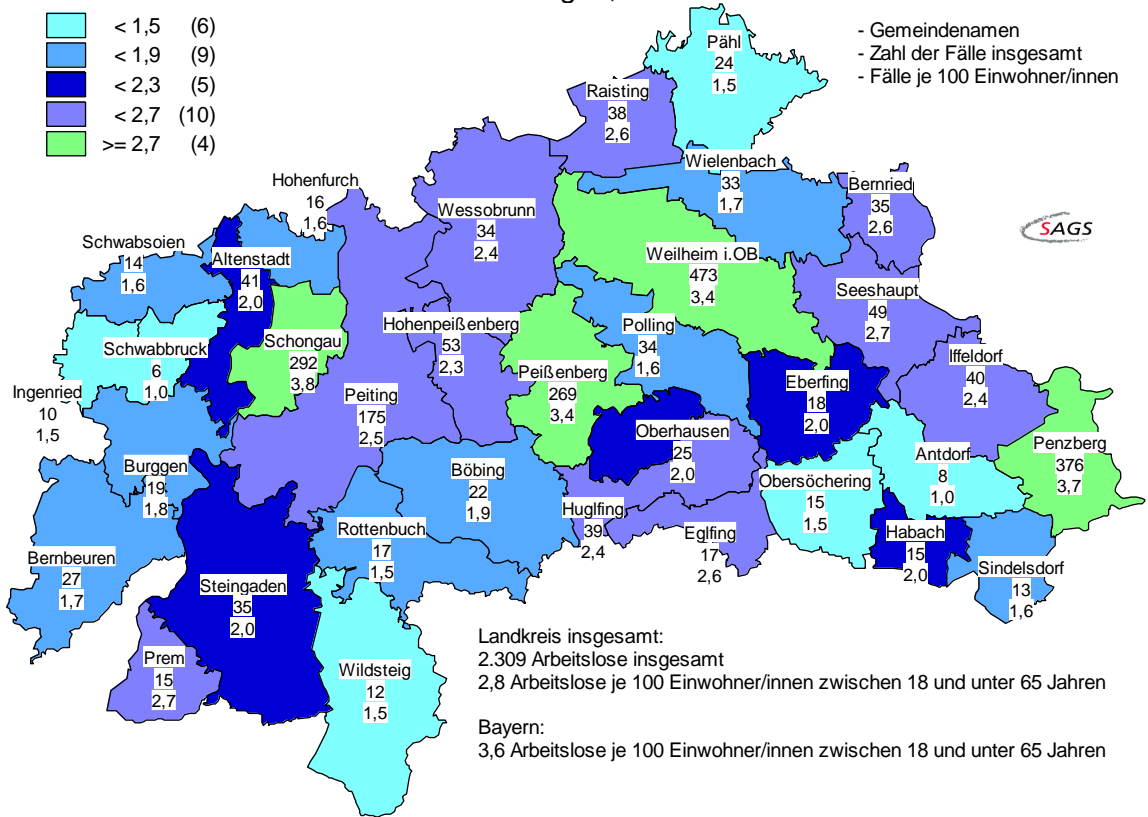 < 1,5 (6)
< 1,9 (9)
< 2,3 (5)
< 2,7 (10)
>= 2,7 (4)
- Gemeindenamen
- Zahl der Fälle insgesamt
- Fälle je 100 Einwohner/innen
SAGS
Pähl
24
1,5
Raisting
38
2,6
Wielenbach
33
1,7
Bernried
35
2,6
Hohenfurch
16
1,6
Wessobrunn
34
2,4
Schwabsoien
14
1,6
Altenstadt
41
2,0
Weilheim i.OB
473
3,4
Seeshaupt
49
2,7
Schwabbruck
6
1,0
Schongau
292
3,8
Hohenpeißenberg
53
2,3
Polling
34
1,6
Iffeldorf
40
2,4
Ingenried
10
1,5
Peiting
175
2,5
Peißenberg
269
3,4
Eberfing
18
2,0
Penzberg
376
3,7
Oberhausen
25
2,0
Antdorf
8
1,0
Burggen
19
1,8
Böbing
22
1,9
Obersöchering
15
1,5
Huglfing
39
2,4
Eglfing
17
2,6
Habach
15
2,0
Rottenbuch
17
1,5
Bernbeuren
27
1,7
Sindelsdorf
13
1,6
Steingaden
35
2,0
Prem
15
2,7
Wildsteig
12
1,5
Landkreis insgesamt:
2.309 Arbeitslose insgesamt
2,8 Arbeitslose je 100 Einwohner/innen zwischen 18 und unter 65 Jahren
Bayern:
3,6 Arbeitslose je 100 Einwohner/innen zwischen 18 und unter 65 Jahren